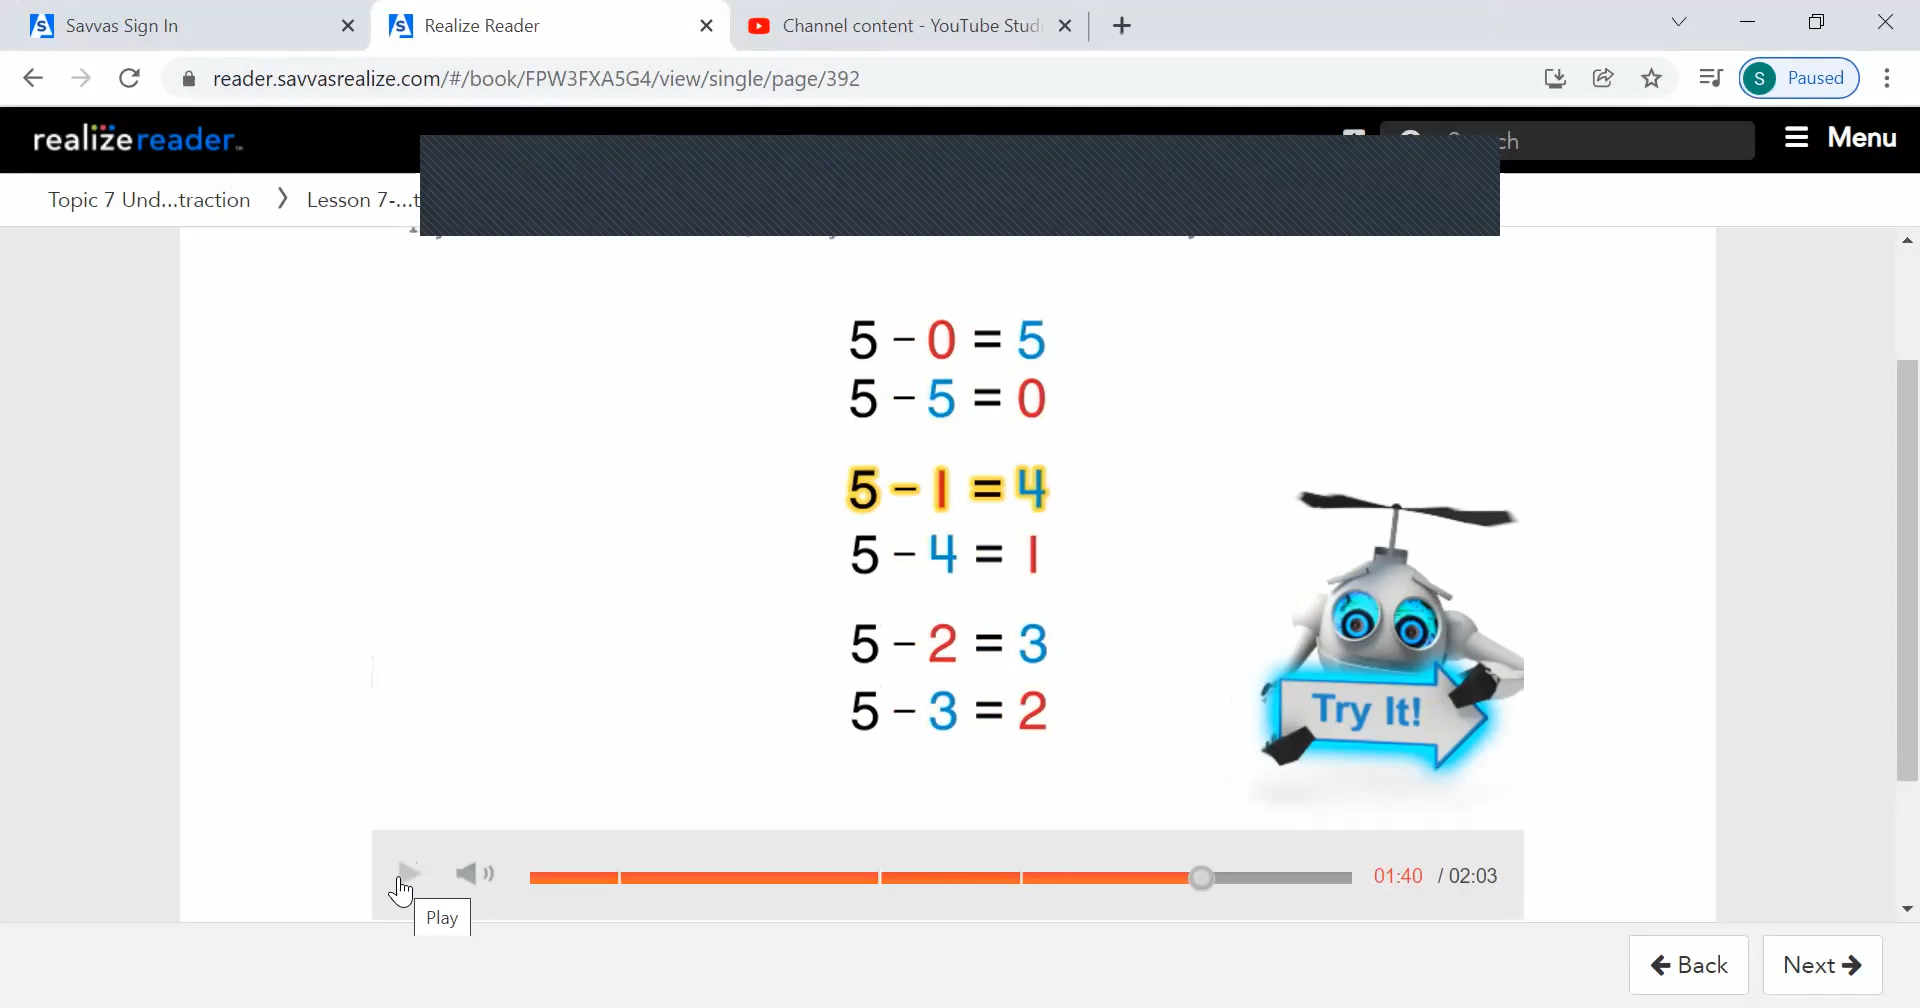 Savvas Sign In
Realize Reader
Channel content - YouTube Studi
reader.savvasrealize.com/#/book/FPW3FXA5G4/view/single/page/392
S Paused
realizereader
Menu
Topic 7 Und...traction
Lesson 7-...t
5 - 0 = 5
5 - 5 = 0
5 - 1 = 4
5 - 4 = 1
5 - 2 = 3
5 - 3 = 2
Try It!
01:40 / 02:03
Play
Back
Next